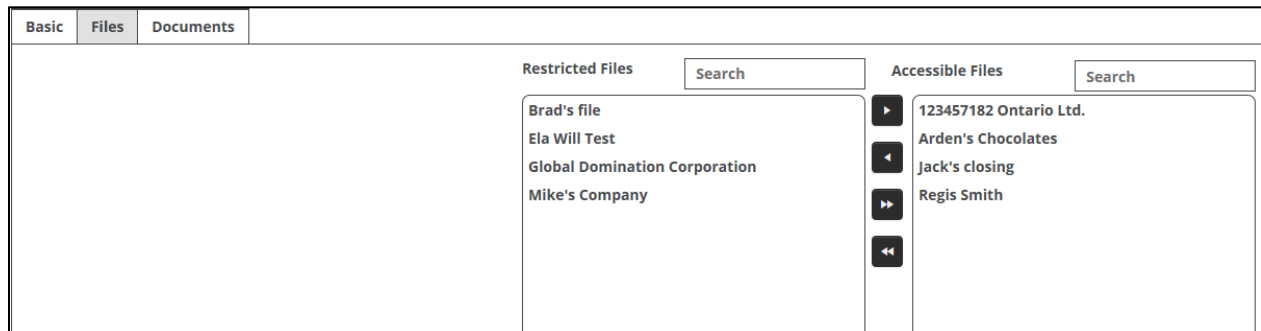 Basic Files Documents
Restricted Files Search Accessible Files Search
Brad's file
Ela Will Test
Global Domination Corporation
Mike's Company
123457182 Ontario Ltd.
Arden's Chocolates
Jack's closing
Regis Smith